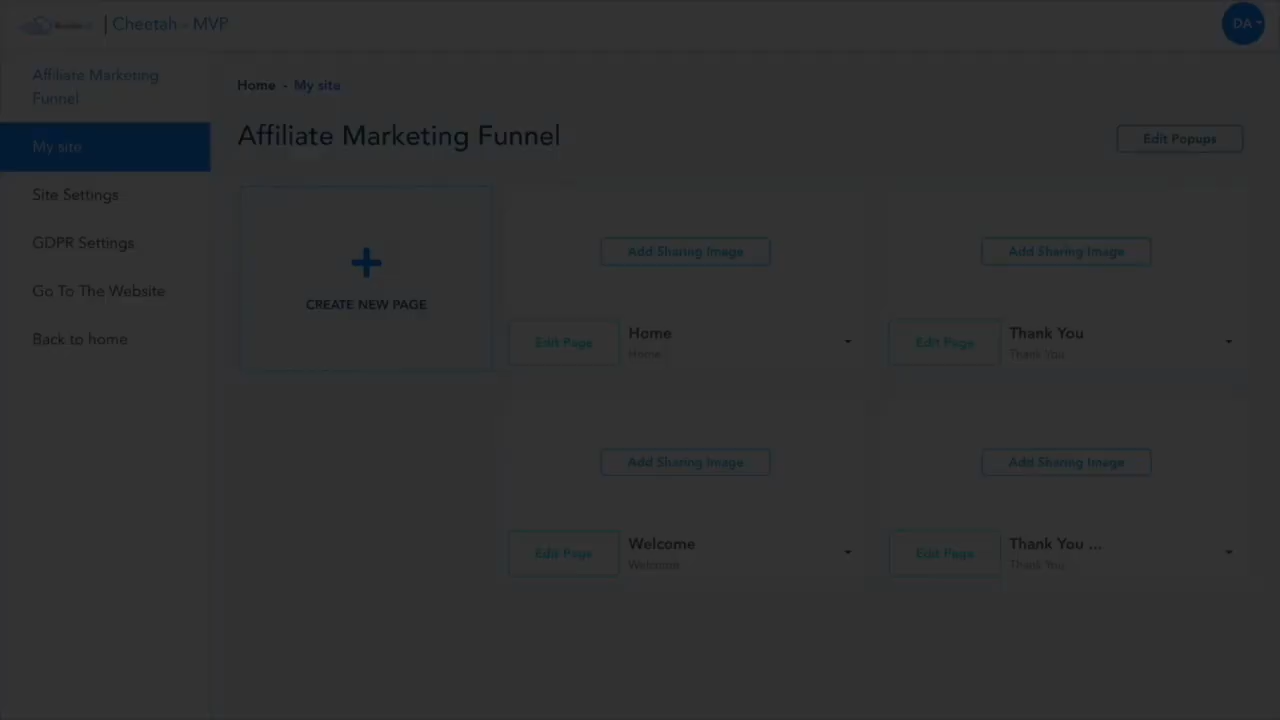 | Cheetah - MVP
DA
Affiliate Marketing
Funnel
My site
Site Settings
GDPR Settings
Go To The Website
Back to home
Home - My site
Affiliate Marketing Funnel
Edit Popups
CREATE NEW PAGE
Add Sharing Image
Edit Page
Home
Home
Add Sharing Image
Edit Page
Thank You
Thank You
Add Sharing Image
Edit Page
Welcome
Welcome
Add Sharing Image
Edit Page
Thank You ...
Thank You